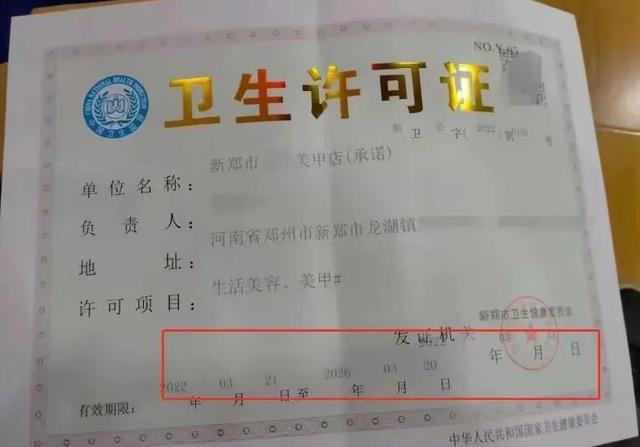 NO.Y
卫生许可证
卫 字( 2022 )第 号
新郑市 美甲店(承诺)
单位名称:
负责人:
河南省郑州市新郑市龙湖镇
地址:
生活美容、美甲#
许可项目:
新郑市卫生健康委员会
发证机关
2022 03 21
年 月 日
2022 03 21 2026 03 20
有效期限: 年 月 日至 年 月 日
中华人民共和国国家卫生健康委